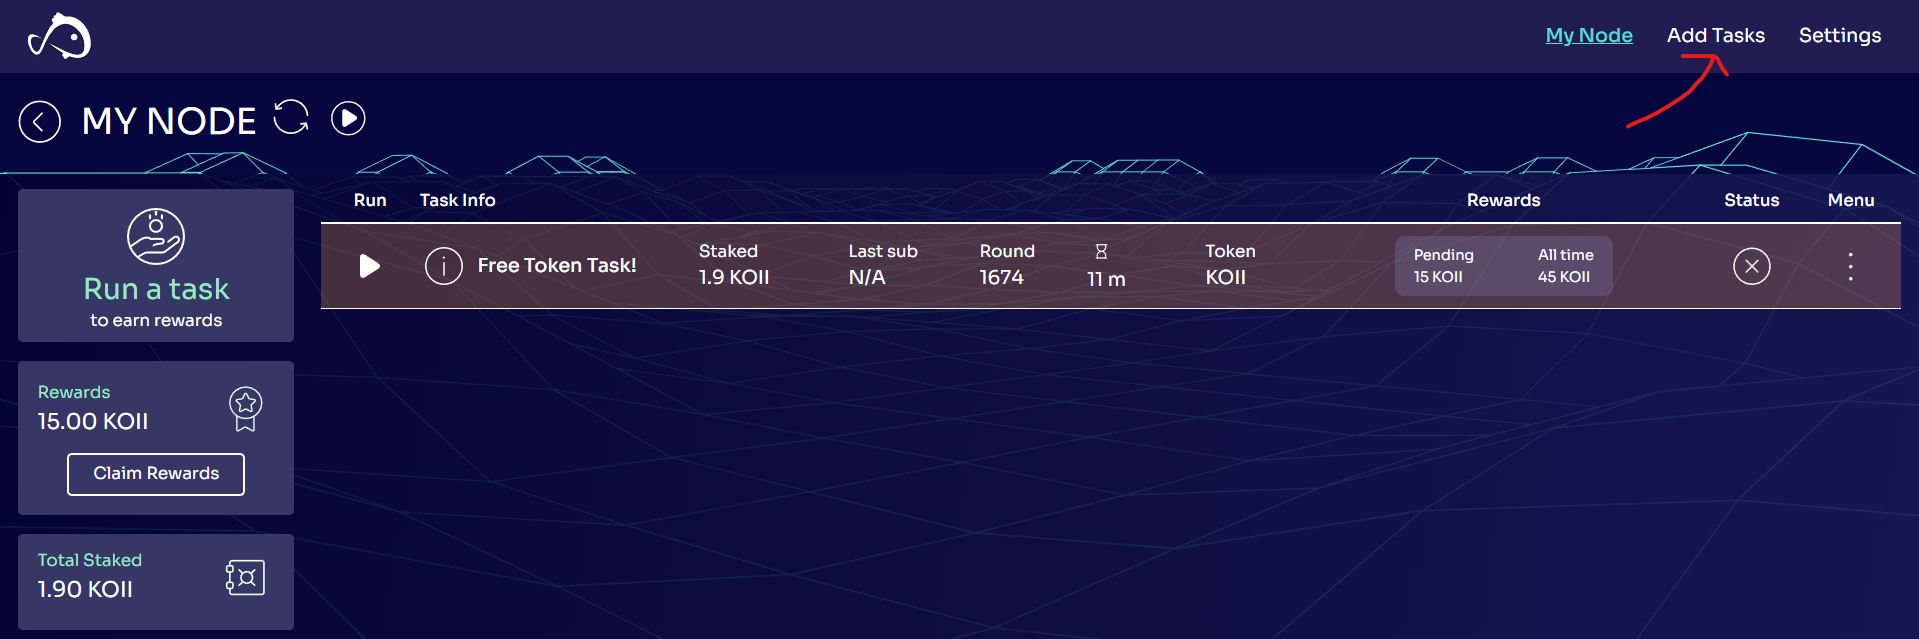 My Node Add Tasks Settings
MY NODE
Run a task
to earn rewards
Rewards
15.00 KOII
Claim Rewards
Total Staked
1.90 KOII
Run Task Info Rewards Status Menu
Free Token Task!
Staked Last sub Round Token
1.9 KOII N/A 1674 11 m KOII
Pending All time
15 KOII 45 KOII